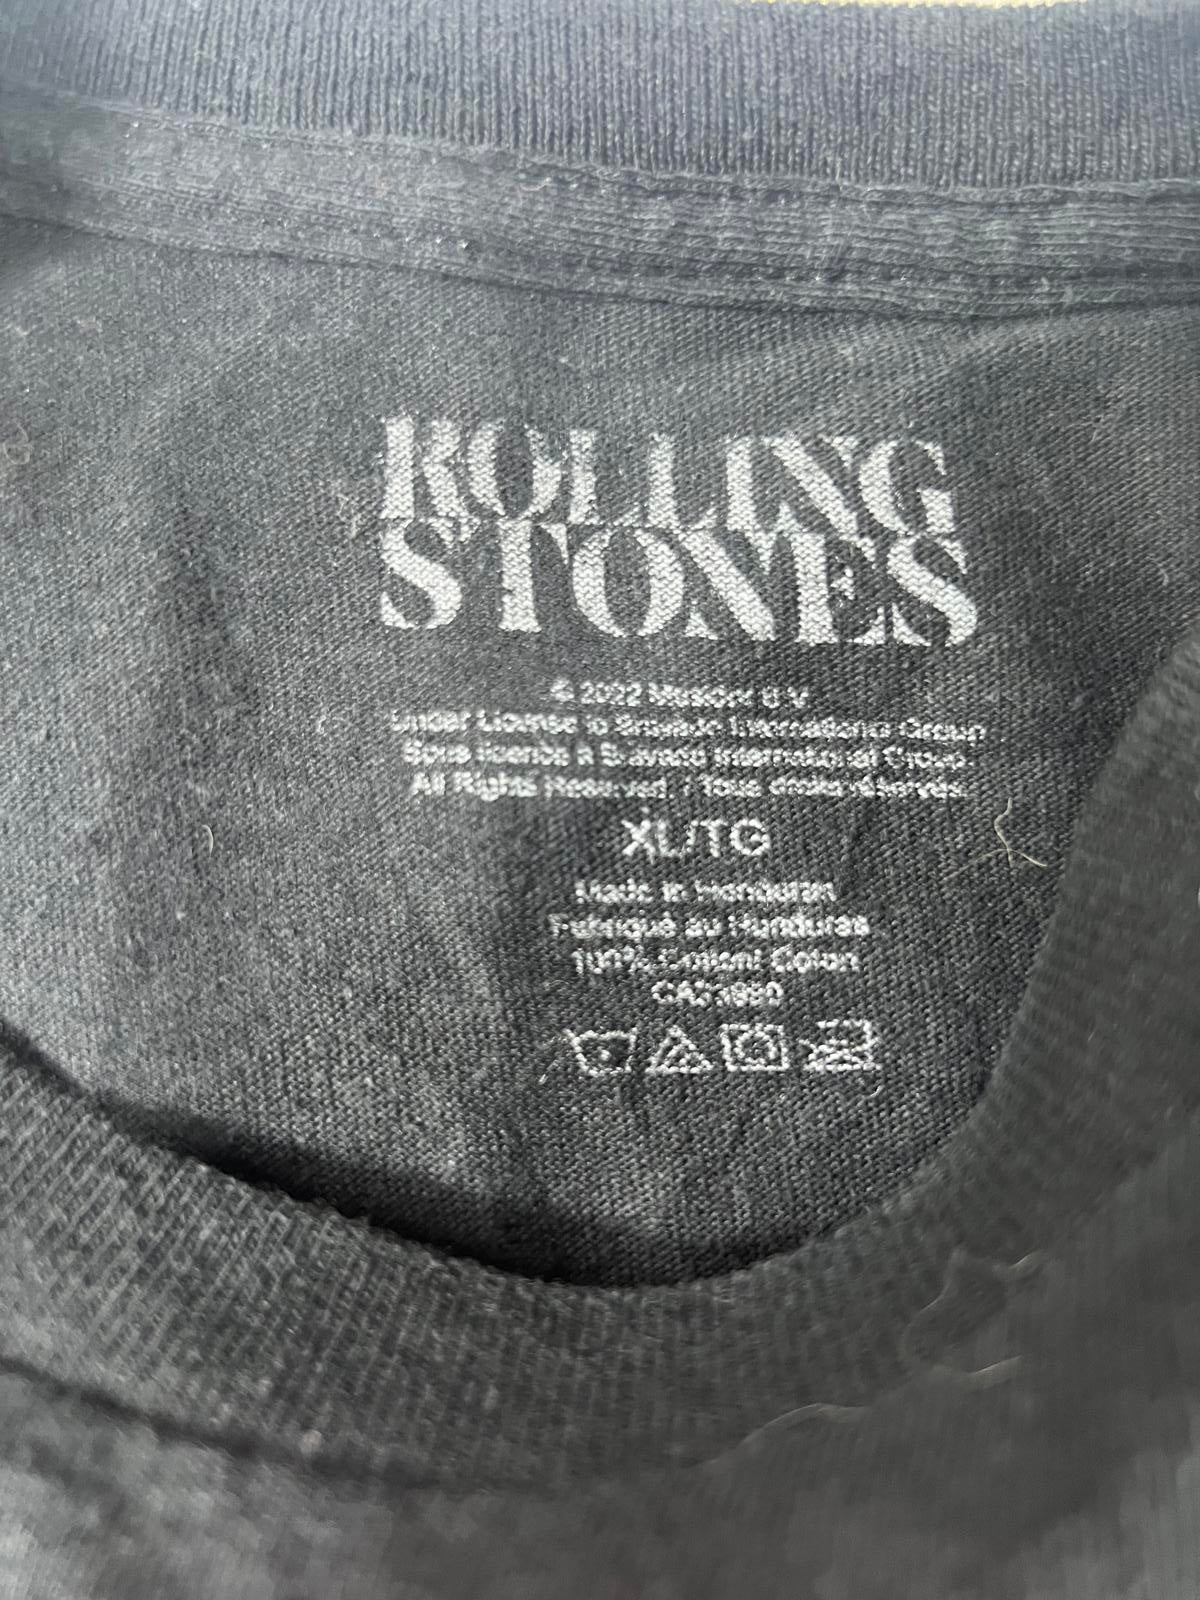 ROLLING
STONES
© 2022 Musidor B.V.
Under License to Bravado International Group.
Sous licence à Bravado International Group.
All Rights Reserved. / Tous droits réservés.
XL/TG
Made in Honduras
Fabriqué au Honduras
100% Cotton/ Coton